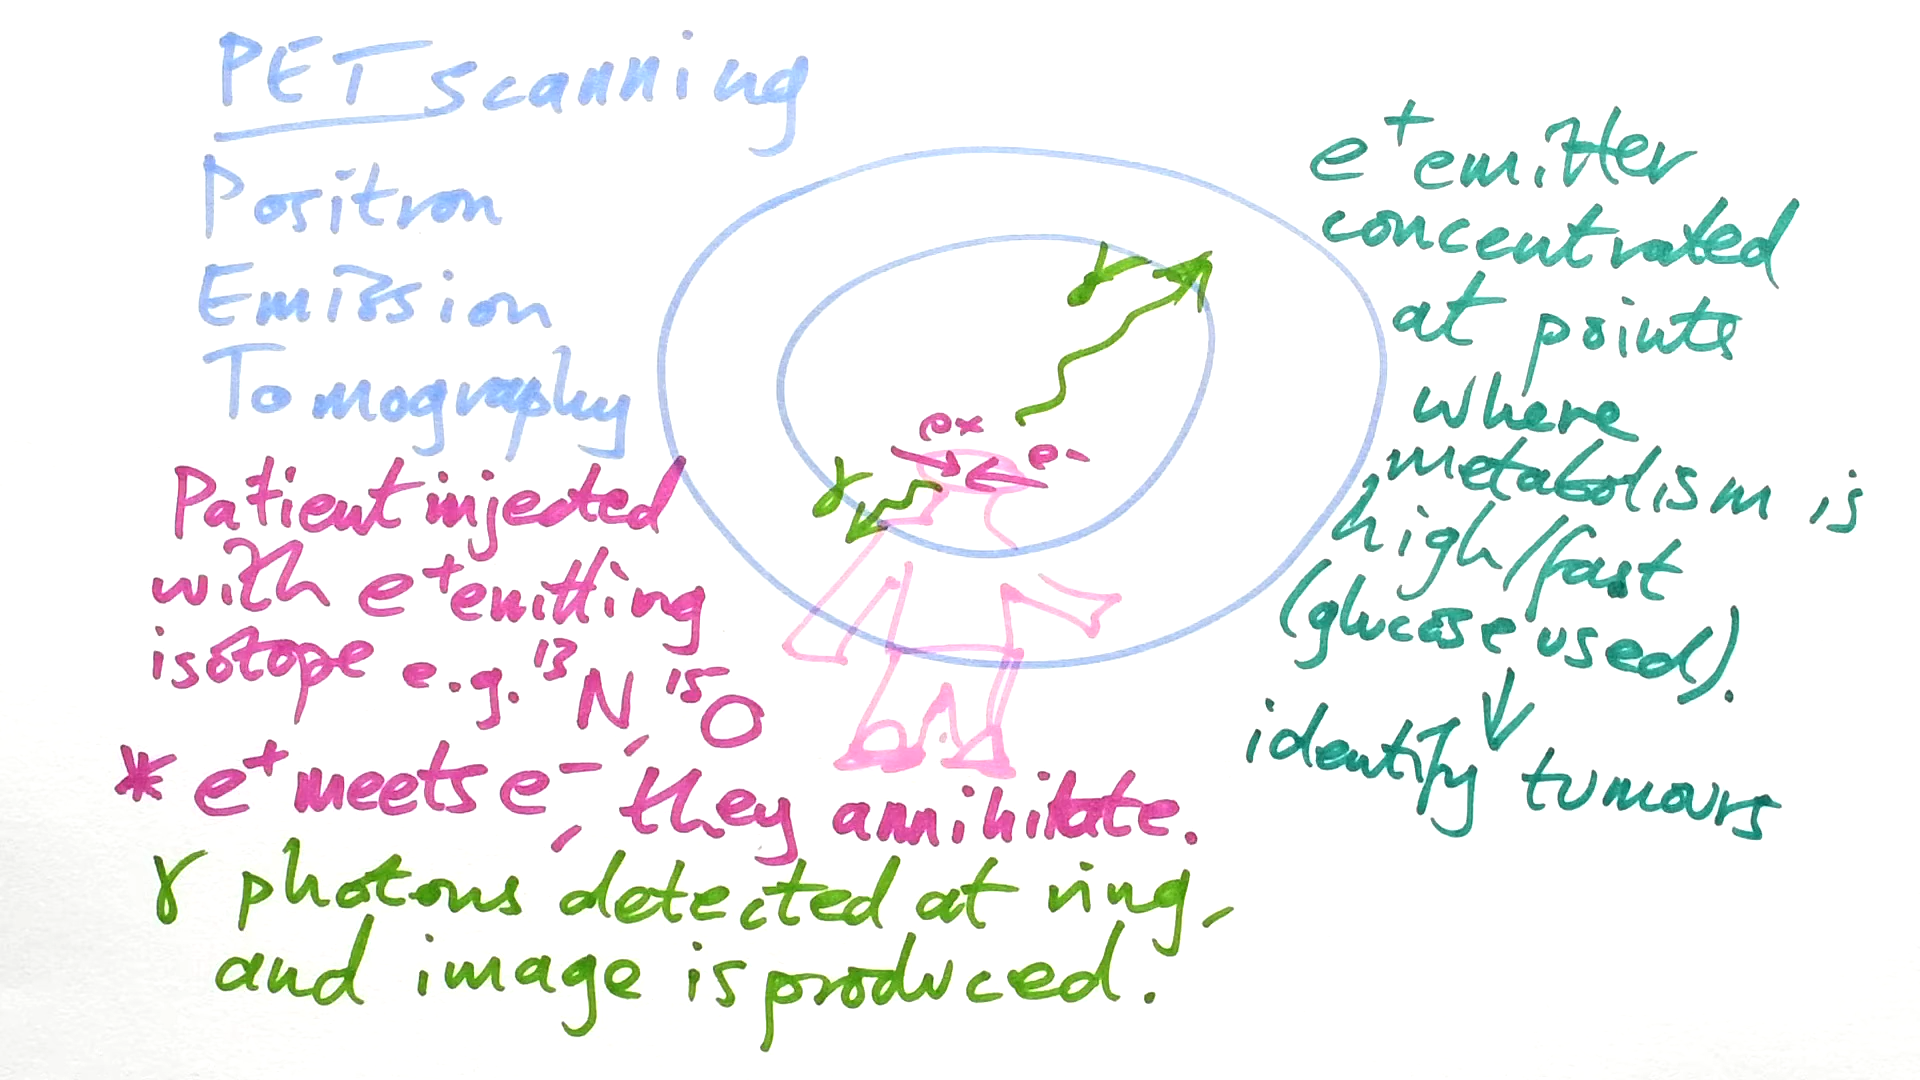 PET scanning
Positron
Emission
Tomography
Patient injected
with e⁺ emitting
isotope e.g. ¹³N, ¹⁵O
* e⁺ meets e⁻, they annihilate.
γ photons detected at ring,
and image is produced.
γ
e+
e-
γ
e⁺ emitter
concentrated
at points
where
metabolism is
high/fast
(glucose used).
↓
identify tumours